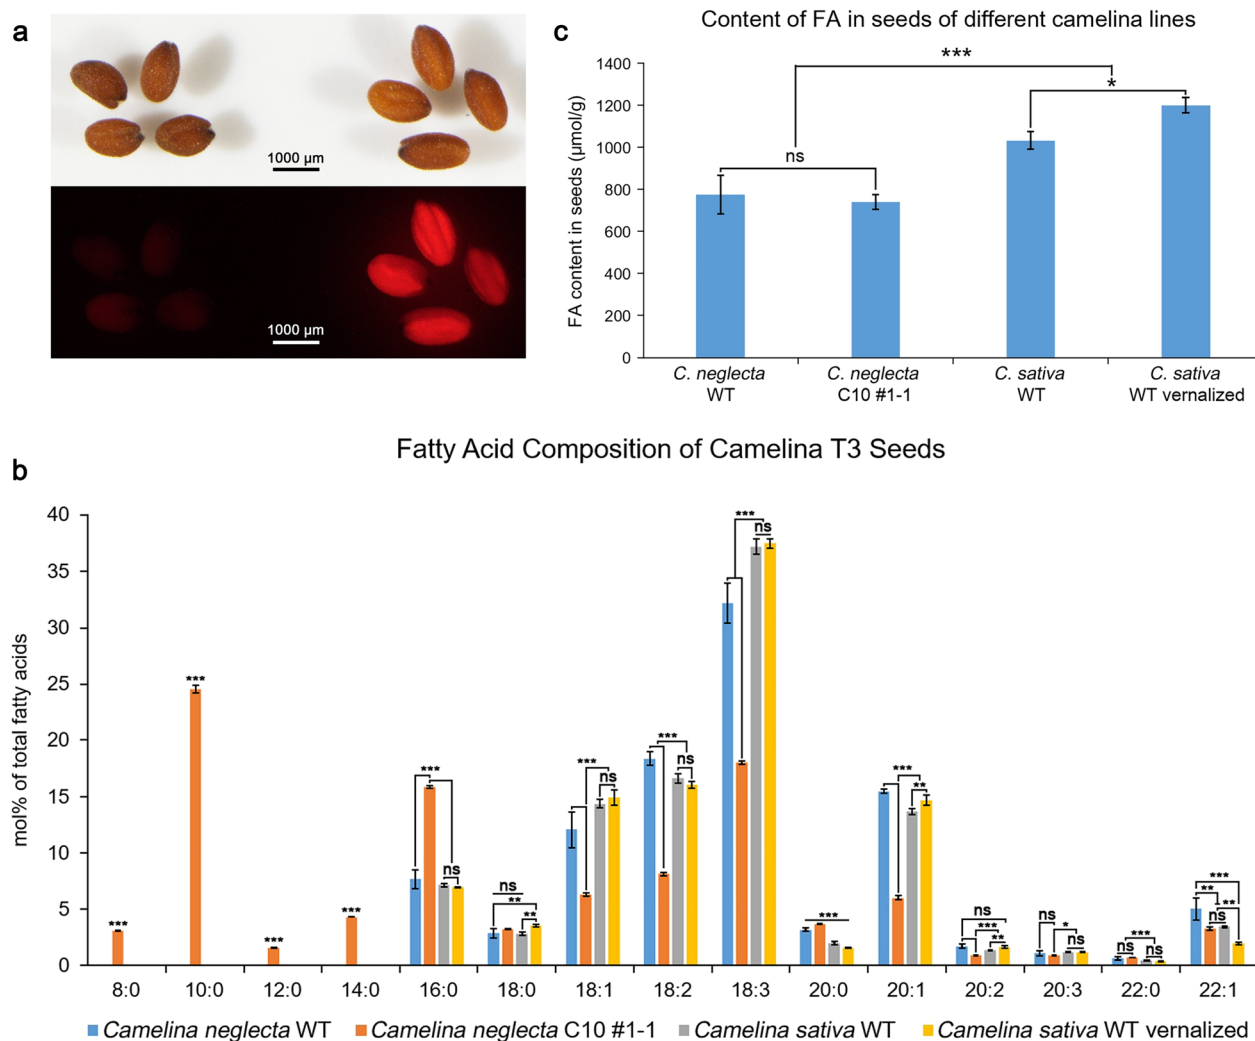 a
1000 µm
1000 µm
c
Content of FA in seeds of different camelina lines
FA content in seeds (µmol/g)
1400
1200
1000
800
600
400
200
0
***
*
ns
C. neglecta
WT
C. neglecta
C10 #1-1
C. sativa
WT
C. sativa
WT vernalized
b
Fatty Acid Composition of Camelina T3 Seeds
mol% of total fatty acids
40
35
30
25
20
15
10
5
0
***
***
***
***
***
ns
ns
**
**
***
ns
***
ns
***
ns
***
***
**
ns
***
**
ns
*
ns
ns
***
ns
***
**
**
ns
8:0 10:0 12:0 14:0 16:0 18:0 18:1 18:2 18:3 20:0 20:1 20:2 20:3 22:0 22:1
Camelina neglecta WT Camelina neglecta C10 #1-1 Camelina sativa WT Camelina sativa WT vernalized